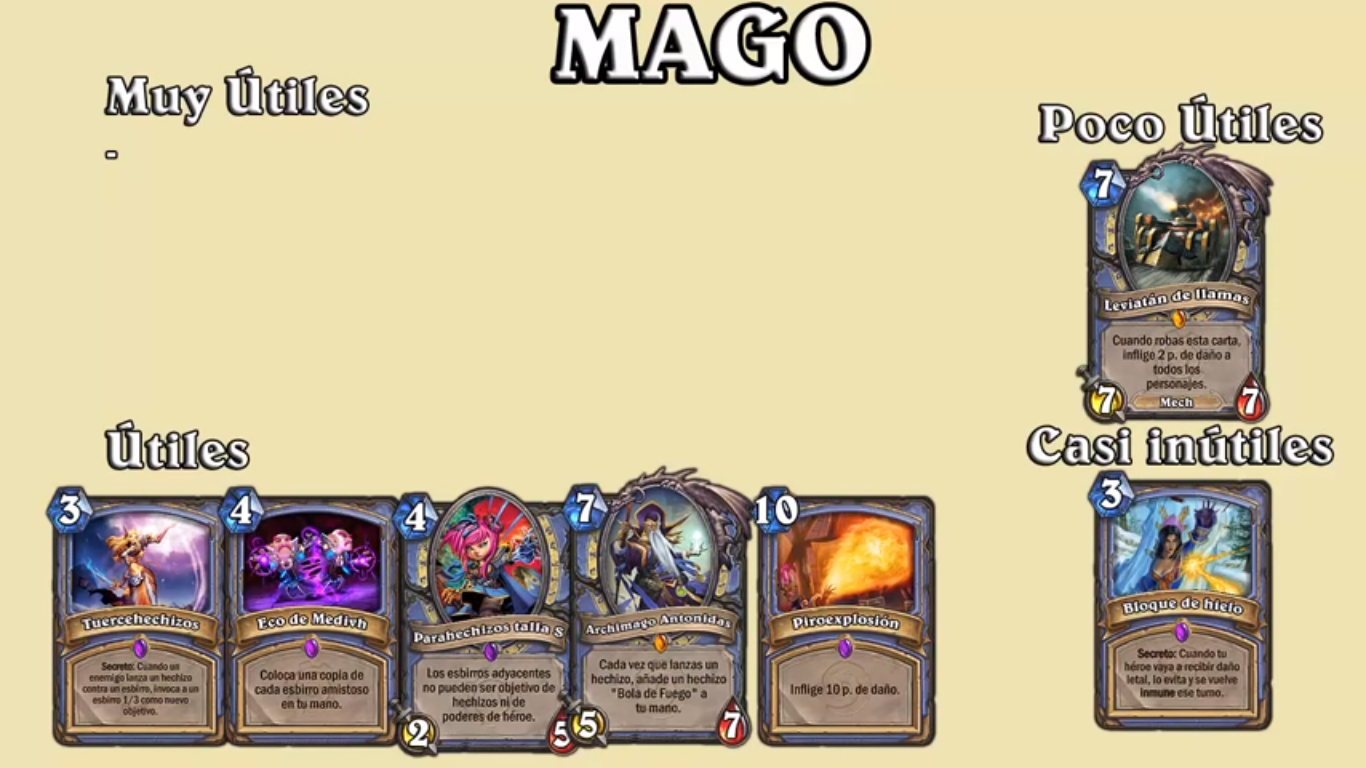 MAGO
Muy Útiles
-
Útiles
3
Tuercehechizos
Secreto: Cuando un
enemigo lanza un hechizo
contra un esbirro, invoca a un
esbirro 1/3 como nuevo
objetivo.
4
Eco de Medivh
Coloca una copia de
cada esbirro amistoso
en tu mano.
4
Parahechizos talla S
Los esbirros adyacentes
no pueden ser objetivo de
hechizos ni de
poderes de héroe.
2
5
7
Archimago Antonidas
Cada vez que lanzas un
hechizo, añade un hechizo
"Bola de Fuego" a
tu mano.
5
7
10
Piroexplosión
Inflige 10 p. de daño.
Poco Útiles
7
Leviatán de llamas
Cuando robas esta carta,
inflige 2 p. de daño a
todos los
personajes.
Mech
7
7
Casi inútiles
3
Bloque de hielo
Secreto: Cuando tu
héroe vaya a recibir daño
letal, lo evita y se vuelve
inmune ese turno.